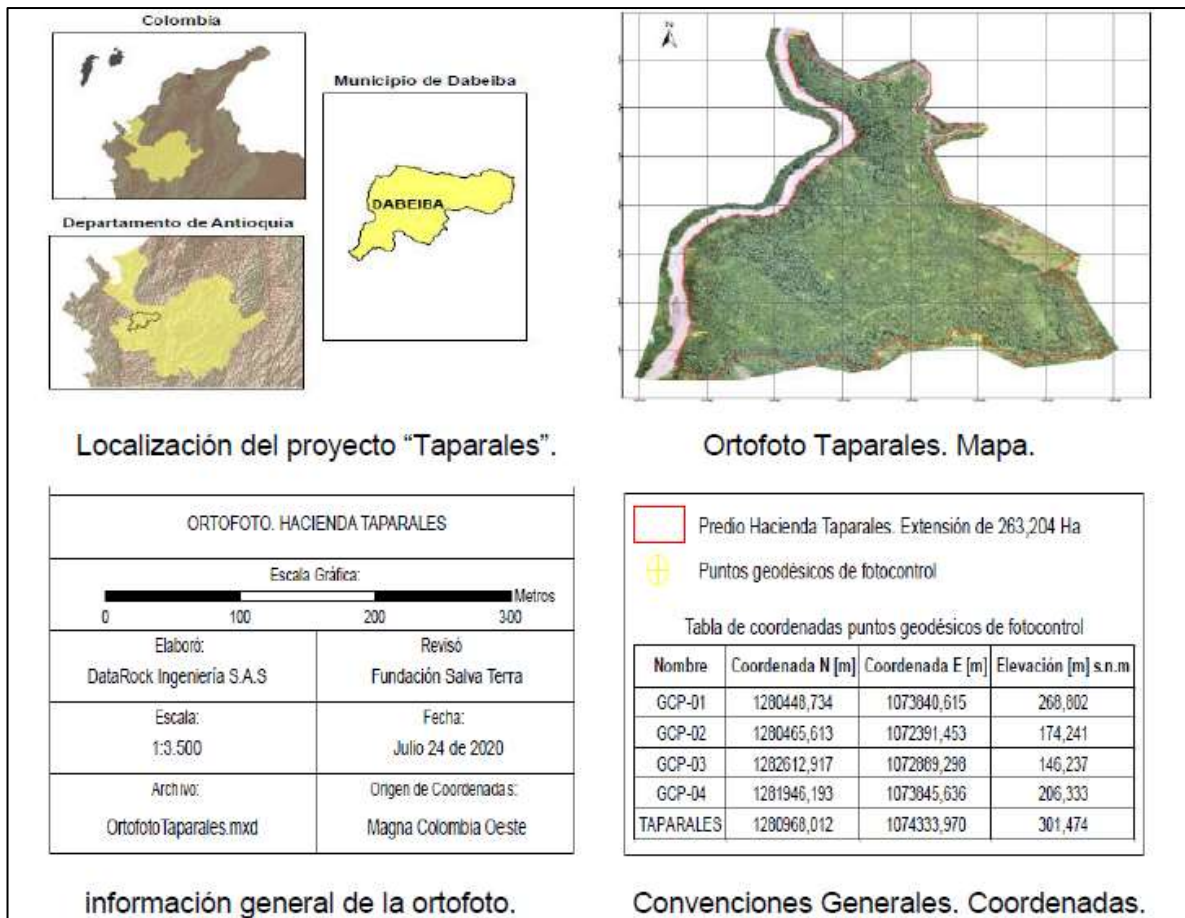 Colombia
Municipio de Dabeiba
DABEIBA
Departamento de Antioquia
N
Localización del proyecto “Taparales”.
Ortofoto Taparales. Mapa.
ORTOFOTO. HACIENDA TAPARALES
Escala Gráfica:
Metros
0 100 200 300
Elaboró:
DataRock Ingeniería S.A.S
Revisó
Fundación Salva Terra
Escala:
1:3.500
Fecha:
Julio 24 de 2020
Archivo:
OrtofotoTaparales.mxd
Origen de Coordenadas:
Magna Colombia Oeste
información general de la ortofoto.
Predio Hacienda Taparales. Extensión de 263,204 Ha
Puntos geodésicos de fotocontrol
Tabla de coordenadas puntos geodésicos de fotocontrol
Nombre Coordenada N [m] Coordenada E [m] Elevación [m] s.n.m
GCP-01 1280448,734 1073840,615 268,802
GCP-02 1280465,613 1072391,453 174,241
GCP-03 1282612,917 1072889,298 146,237
GCP-04 1281946,193 1073845,636 206,333
TAPARALES 1280968,012 1074333,970 301,474
Convenciones Generales. Coordenadas.